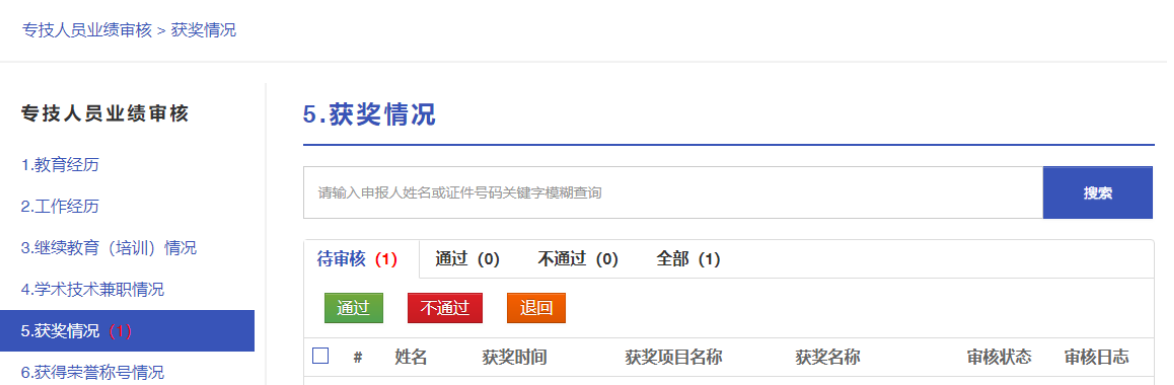 专技人员业绩审核 > 获奖情况
专技人员业绩审核
1.教育经历
2.工作经历
3.继续教育（培训）情况
4.学术技术兼职情况
5.获奖情况（1）
6.获得荣誉称号情况
5.获奖情况
请输入申报人姓名或证件号码关键字模糊查询 搜索
待审核（1） 通过（0） 不通过（0） 全部（1）
通过 不通过 退回
# 姓名 获奖时间 获奖项目名称 获奖名称 审核状态 审核日志